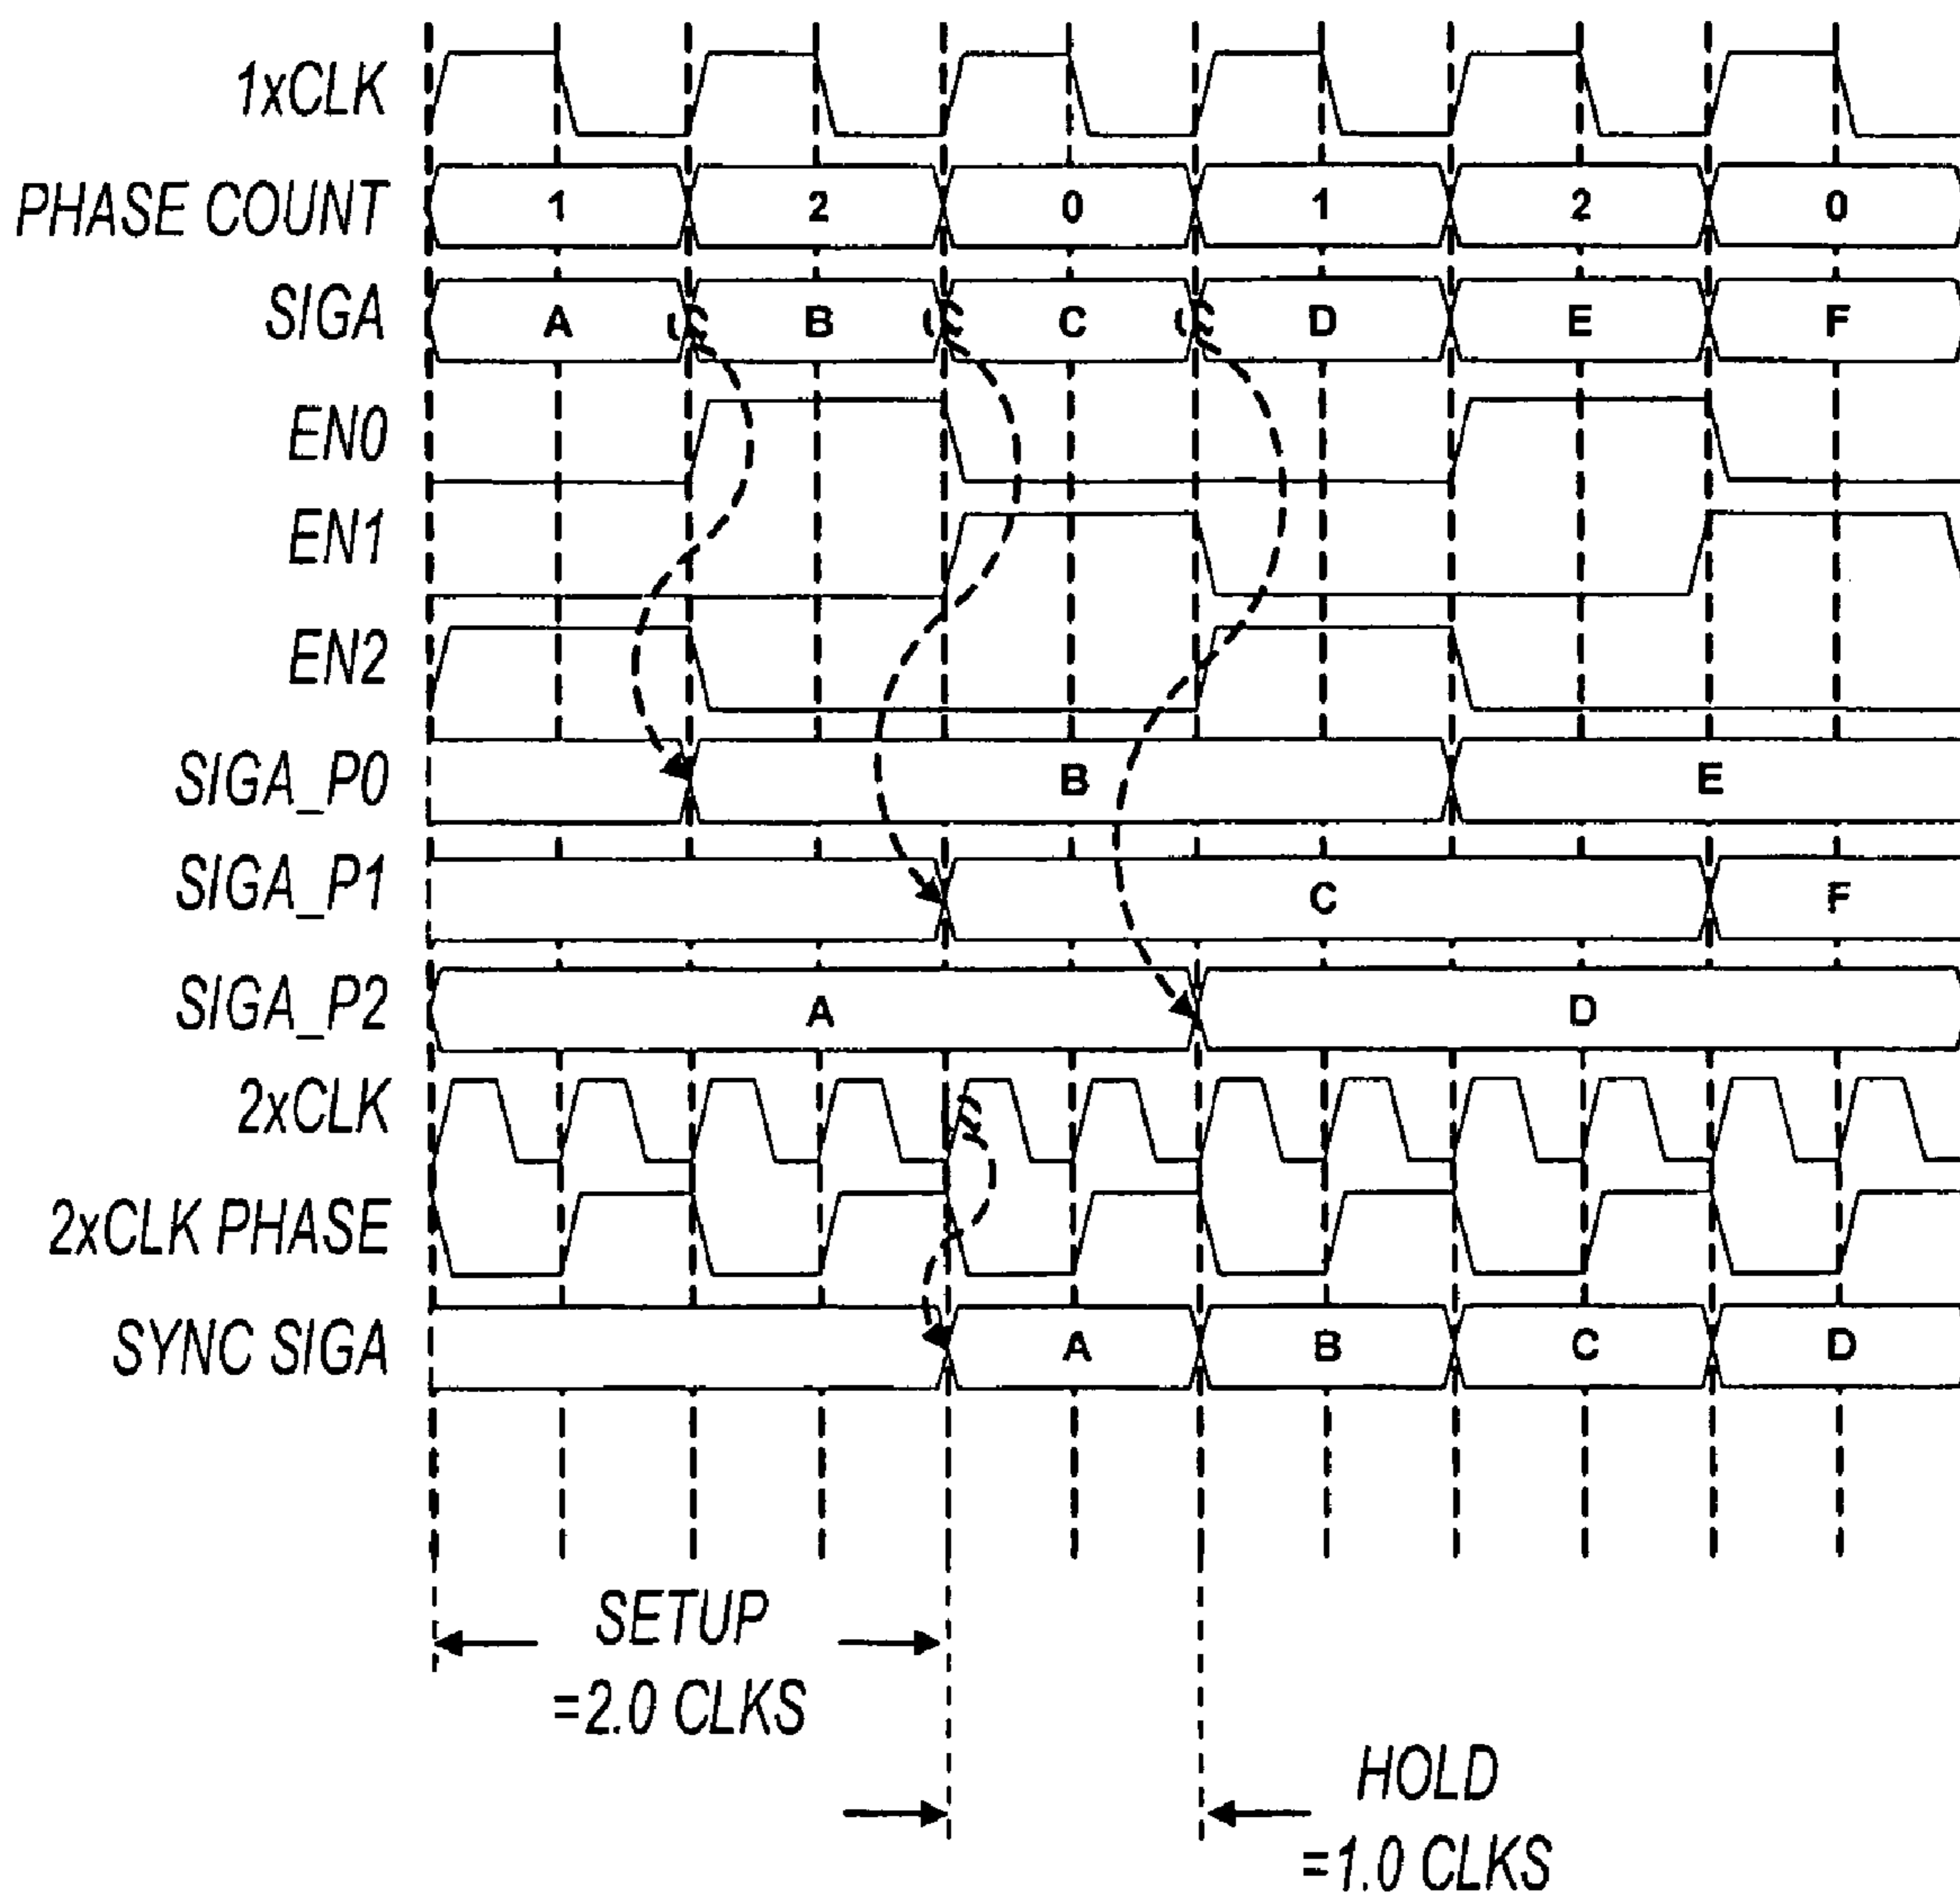 1xCLK
PHASE COUNT 1 2 0 1 2 0
SIGA A B C D E F
EN0
EN1
EN2
SIGA_P0 B E
SIGA_P1 C F
SIGA_P2 A D
2xCLK
2xCLK PHASE
SYNC SIGA A B C D
SETUP
=2.0 CLKS
HOLD
=1.0 CLKS